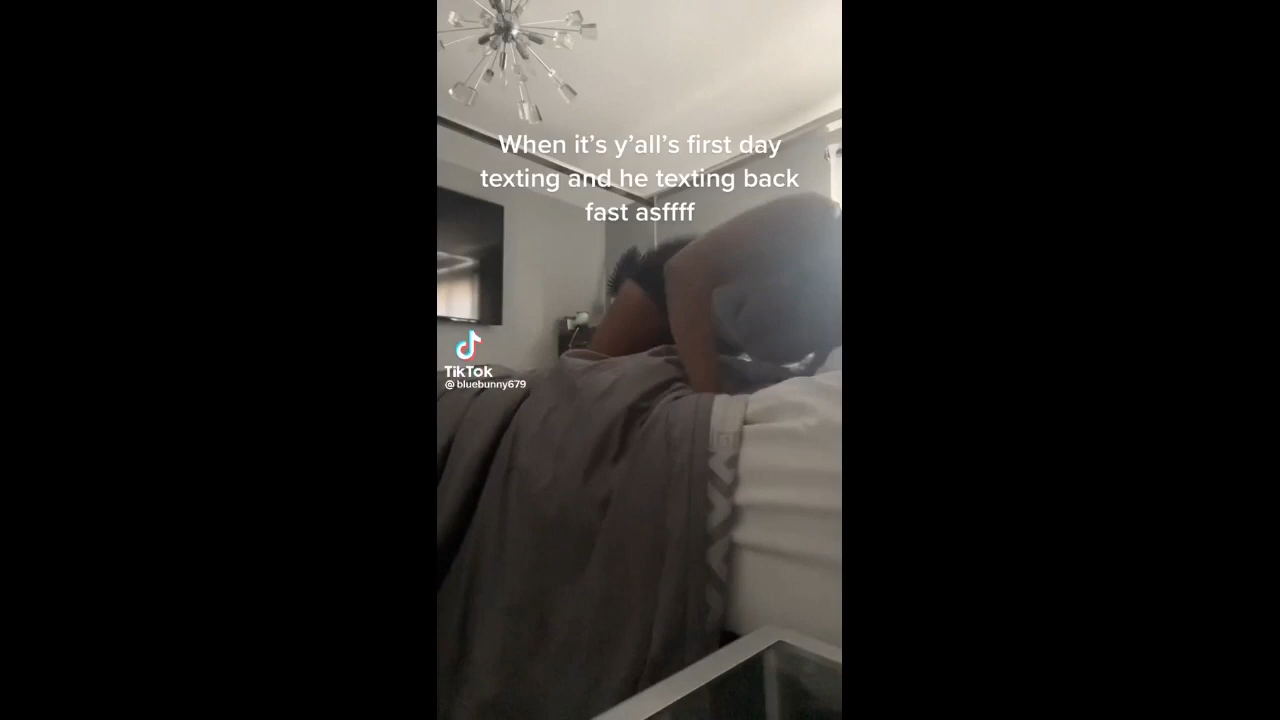 When it's y'all's first day
texting and he texting back
fast asffff
TikTok
@bluebunny679